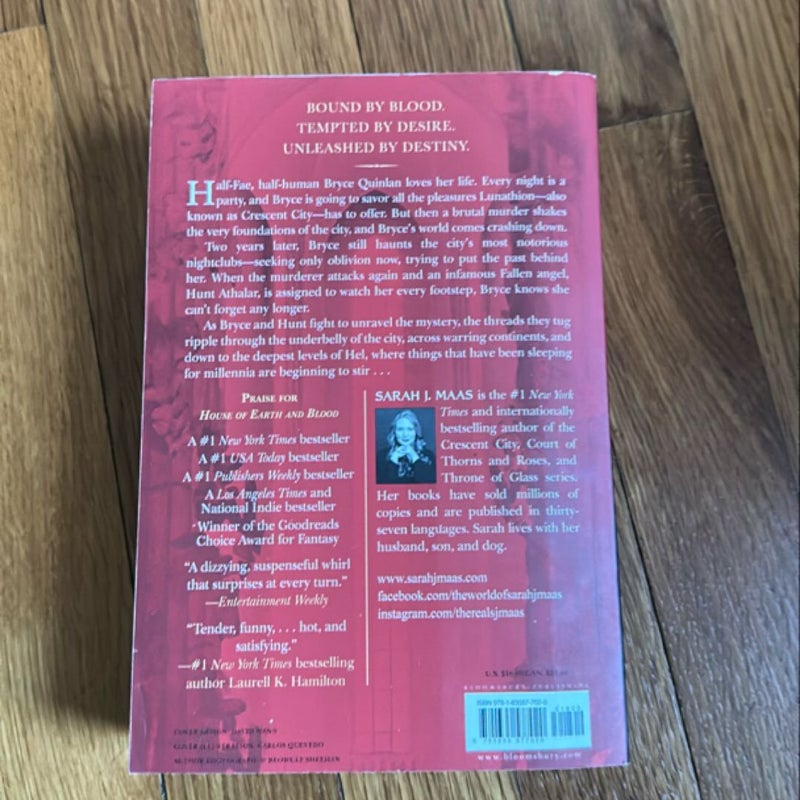 BOUND BY BLOOD.
TEMPTED BY DESIRE.
UNLEASHED BY DESTINY.
Half-Fae, half-human Bryce Quinlan loves her life. Every night is a
party, and Bryce is going to savor all the pleasures Lunathion—also
known as Crescent City—has to offer. But then a brutal murder shakes
the very foundations of the city, and Bryce's world comes crashing down.
Two years later, Bryce still haunts the city's most notorious
nightclubs—seeking only oblivion now, trying to put the past behind
her. When the murderer attacks again and an infamous Fallen angel,
Hunt Athalar, is assigned to watch her every footstep, Bryce knows she
can't forget any longer.
As Bryce and Hunt fight to unravel the mystery, the threads they tug
ripple through the underbelly of the city, across warring continents, and
down to the deepest levels of Hel, where things that have been sleeping
for millennia are beginning to stir . . .
PRAISE FOR
HOUSE OF EARTH AND BLOOD
A #1 New York Times bestseller
A #1 USA Today bestseller
A #1 Publishers Weekly bestseller
A Los Angeles Times and
National Indie bestseller
Winner of the Goodreads
Choice Award for Fantasy
"A dizzying, suspenseful whirl
that surprises at every turn."
—Entertainment Weekly
"Tender, funny, . . . hot, and
satisfying."
—#1 New York Times bestselling
author Laurell K. Hamilton
SARAH J. MAAS is the #1 New York
Times and internationally
bestselling author of the
Crescent City, Court of
Thorns and Roses, and
Throne of Glass series.
Her books have sold millions of
copies and are published in thirty-
seven languages. Sarah lives with her
husband, son, and dog.
www.sarahjmaas.com
facebook.com/theworldofsarahjmaas
instagram.com/therealsjmaas
U.S.
BLOOMSBURY PUBLISHING
ISBN
51800
www.bloomsbury.com
COVER DESIGN:
COVER CARLOS QUEVEDO
AUTHOR PHOTOGRAPH © BEOWULF SHEEHAN